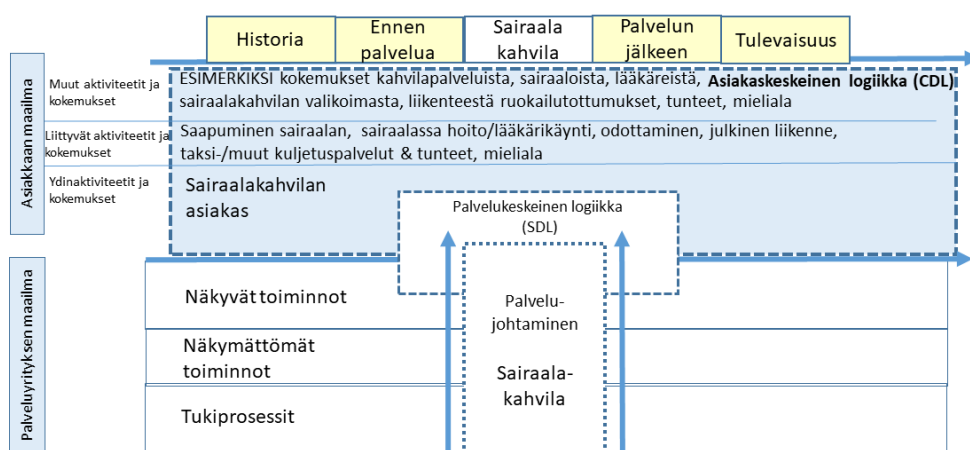 Historia
Ennen
palvelua
Sairaala
kahvila
Palvelun
jälkeen
Tulevaisuus
Asiakkaan maailma
Muut aktiviteetit ja
kokemukset
ESIMERKIKSI kokemukset kahvilapalveluista, sairaaloista, lääkäreistä,
Asiakaskeskeinen logiikka (CDL)
sairaalakahvilan valikoimasta, liikenteestä ruokailutottumukset, tunteet, mieliala
Liittyvät aktiviteetit ja
kokemukset
Saapuminen sairaalan, sairaalassa hoito/lääkärikäynti, odottaminen, julkinen liikenne,
taksi-/muut kuljetuspalvelut & tunteet, mieliala
Ydinaktiviteetit ja
kokemukset
Sairaalakahvilan
asiakas
Palvelukeskeinen logiikka
(SDL)
Palveluyrityksen maailma
Näkyvät toiminnot
Näkymättömät
toiminnot
Tukiprosessit
Palvelu-
johtaminen
Sairaala-
kahvila